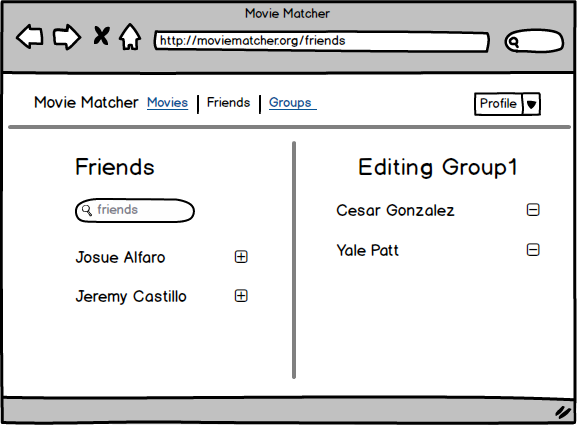 Movie Matcher
http://moviematcher.org/friends
Movie Matcher Movies Friends Groups Profile
Friends
friends
Josue Alfaro
Jeremy Castillo
Editing Group1
Cesar Gonzalez
Yale Patt